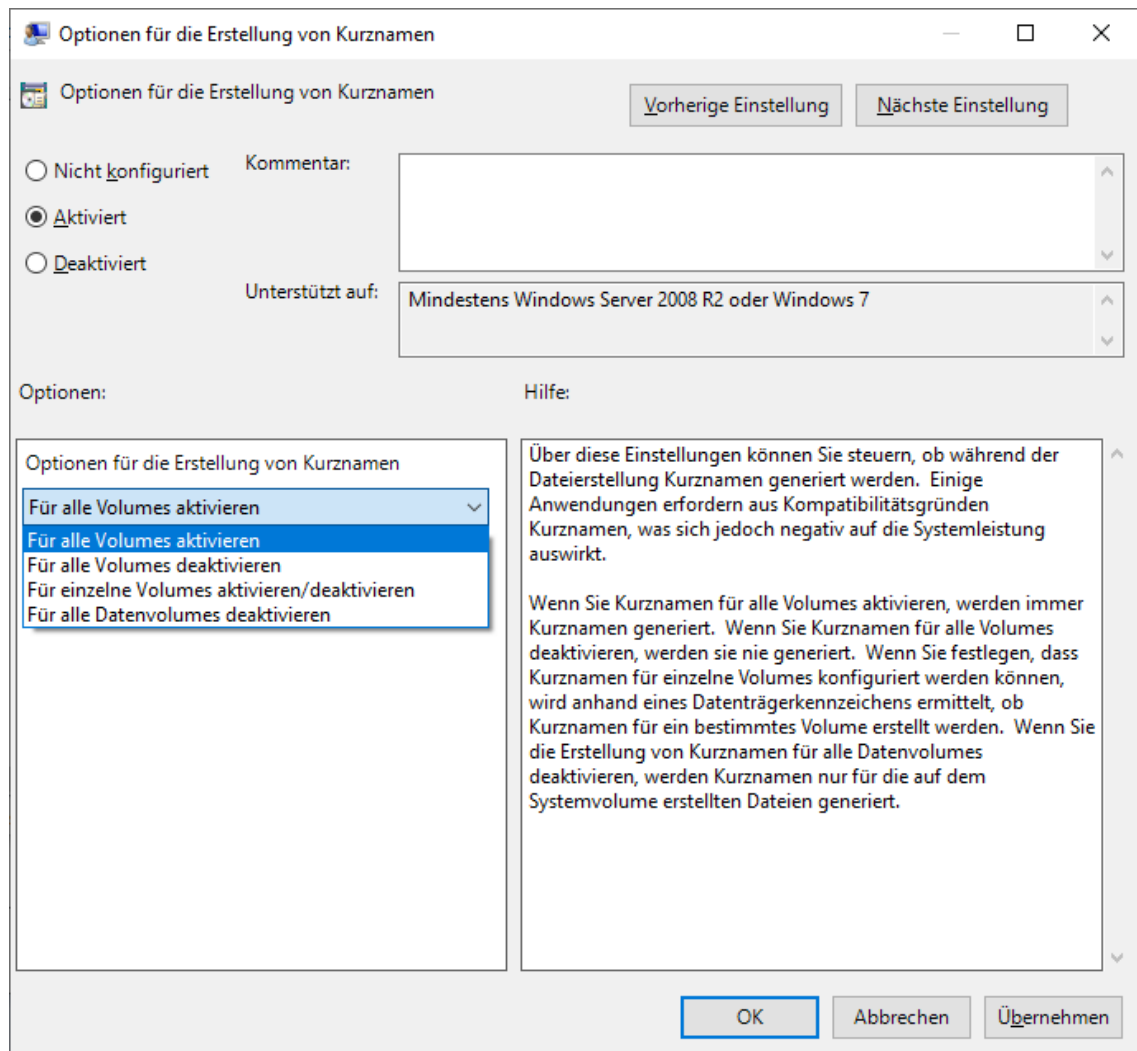 Optionen für die Erstellung von Kurznamen
Optionen für die Erstellung von Kurznamen
Vorherige Einstellung
Nächste Einstellung
Nicht konfiguriert
Kommentar:
Aktiviert
Deaktiviert
Unterstützt auf:
Mindestens Windows Server 2008 R2 oder Windows 7
Optionen:
Hilfe:
Optionen für die Erstellung von Kurznamen
Für alle Volumes aktivieren
Für alle Volumes aktivieren
Für alle Volumes deaktivieren
Für einzelne Volumes aktivieren/deaktivieren
Für alle Datenvolumes deaktivieren
Über diese Einstellungen können Sie steuern, ob während der
Dateierstellung Kurznamen generiert werden.  Einige
Anwendungen erfordern aus Kompatibilitätsgründen
Kurznamen, was sich jedoch negativ auf die Systemleistung
auswirkt.
Wenn Sie Kurznamen für alle Volumes aktivieren, werden immer
Kurznamen generiert.  Wenn Sie Kurznamen für alle Volumes
deaktivieren, werden sie nie generiert.  Wenn Sie festlegen, dass
Kurznamen für einzelne Volumes konfiguriert werden können,
wird anhand eines Datenträgerkennzeichens ermittelt, ob
Kurznamen für ein bestimmtes Volume erstellt werden.  Wenn Sie
die Erstellung von Kurznamen für alle Datenvolumes
deaktivieren, werden Kurznamen nur für die auf dem
Systemvolume erstellten Dateien generiert.
OK
Abbrechen
Übernehmen